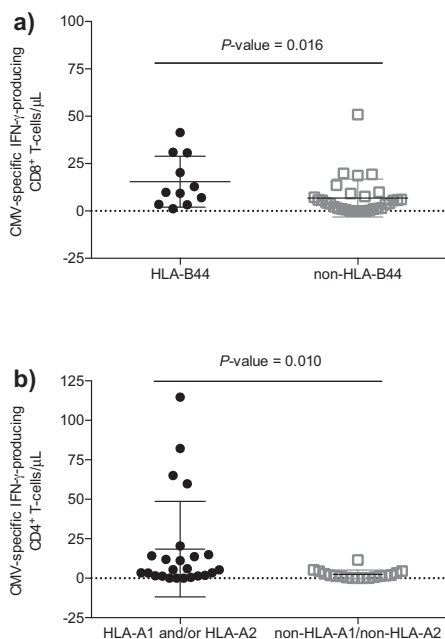 a)
P-value = 0.016
CMV-specific IFN-γ-producing
CD8+ T-cells/µL
100
75
50
25
0
-25
HLA-B44
non-HLA-B44
b)
P-value = 0.010
CMV-specific IFN-γ-producing
CD4+ T-cells/µL
125
100
75
50
25
0
-25
HLA-A1 and/or HLA-A2
non-HLA-A1/non-HLA-A2